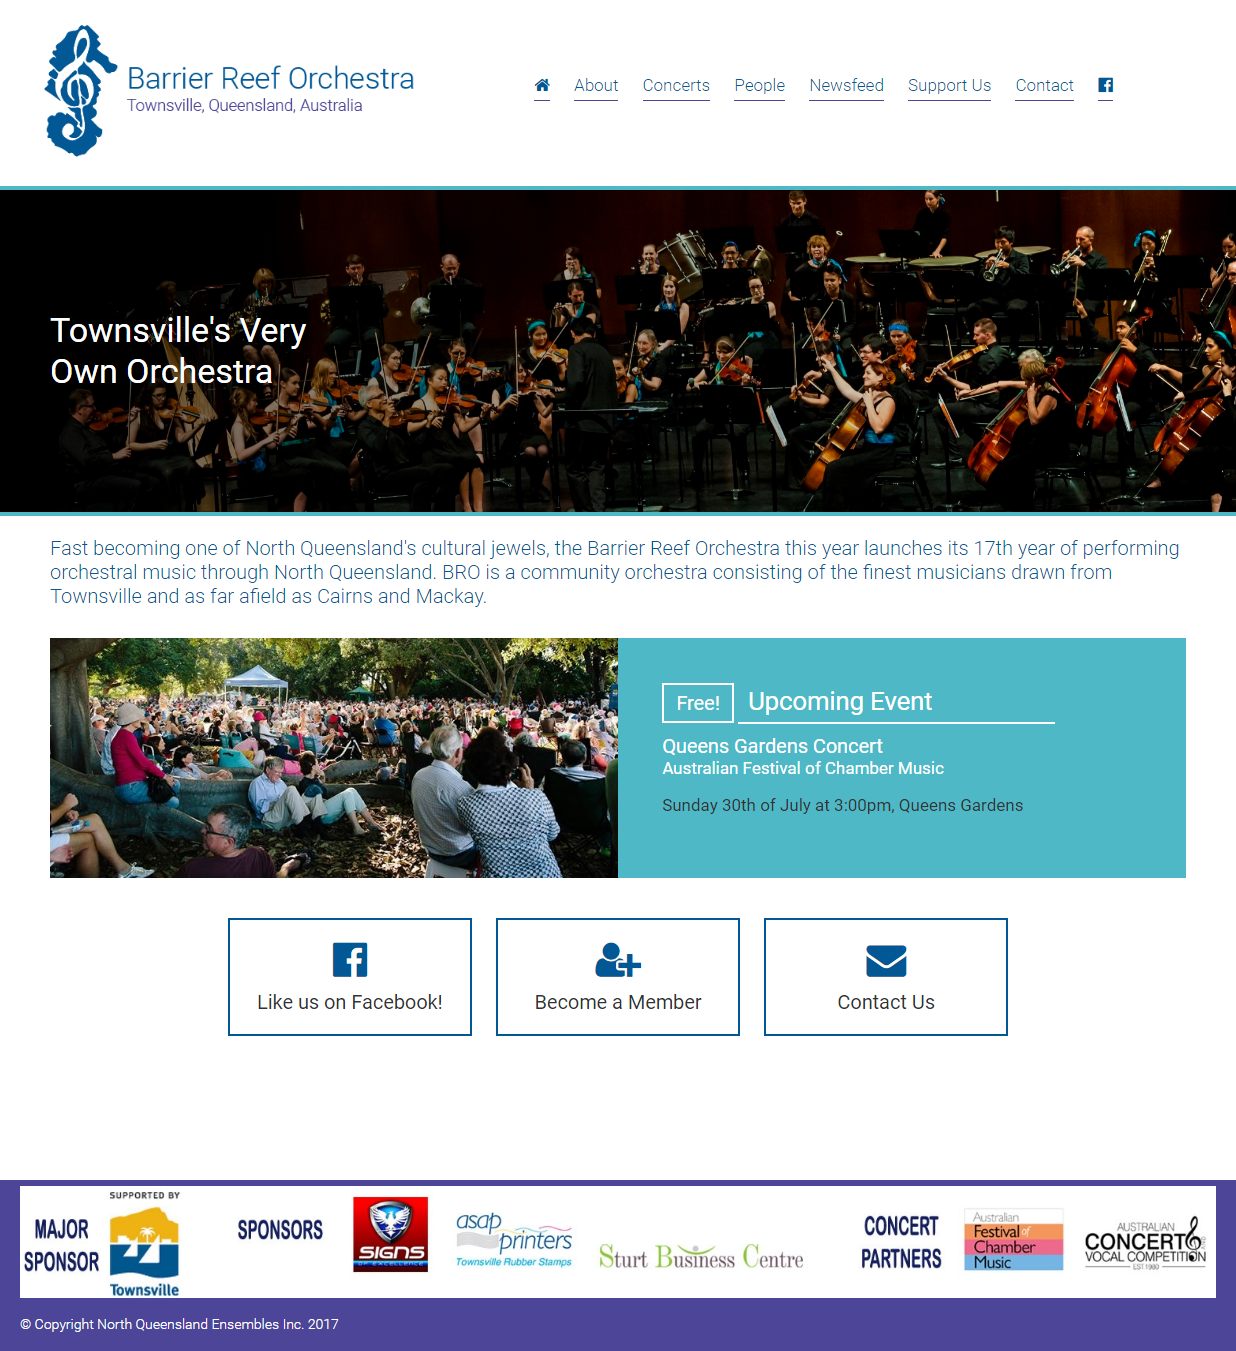 Barrier Reef Orchestra
Townsville, Queensland, Australia
About Concerts People Newsfeed Support Us Contact
Townsville's Very
Own Orchestra
Fast becoming one of North Queensland's cultural jewels, the Barrier Reef Orchestra this year launches its 17th year of performing
orchestral music through North Queensland. BRO is a community orchestra consisting of the finest musicians drawn from
Townsville and as far afield as Cairns and Mackay.
Free! Upcoming Event
Queens Gardens Concert
Australian Festival of Chamber Music
Sunday 30th of July at 3:00pm, Queens Gardens
Like us on Facebook!
Become a Member
Contact Us
MAJOR
SPONSOR
SUPPORTED BY
Townsville
SPONSORS
SIGNS
OF EXCELLENCE
asap
printers
Townsville Rubber Stamps
Sturt Business Centre
CONCERT
PARTNERS
Australian
Festival of
Chamber
Music
AUSTRALIAN
CONCERTO
VOCAL COMPETITION
EST.1980
© Copyright North Queensland Ensembles Inc. 2017